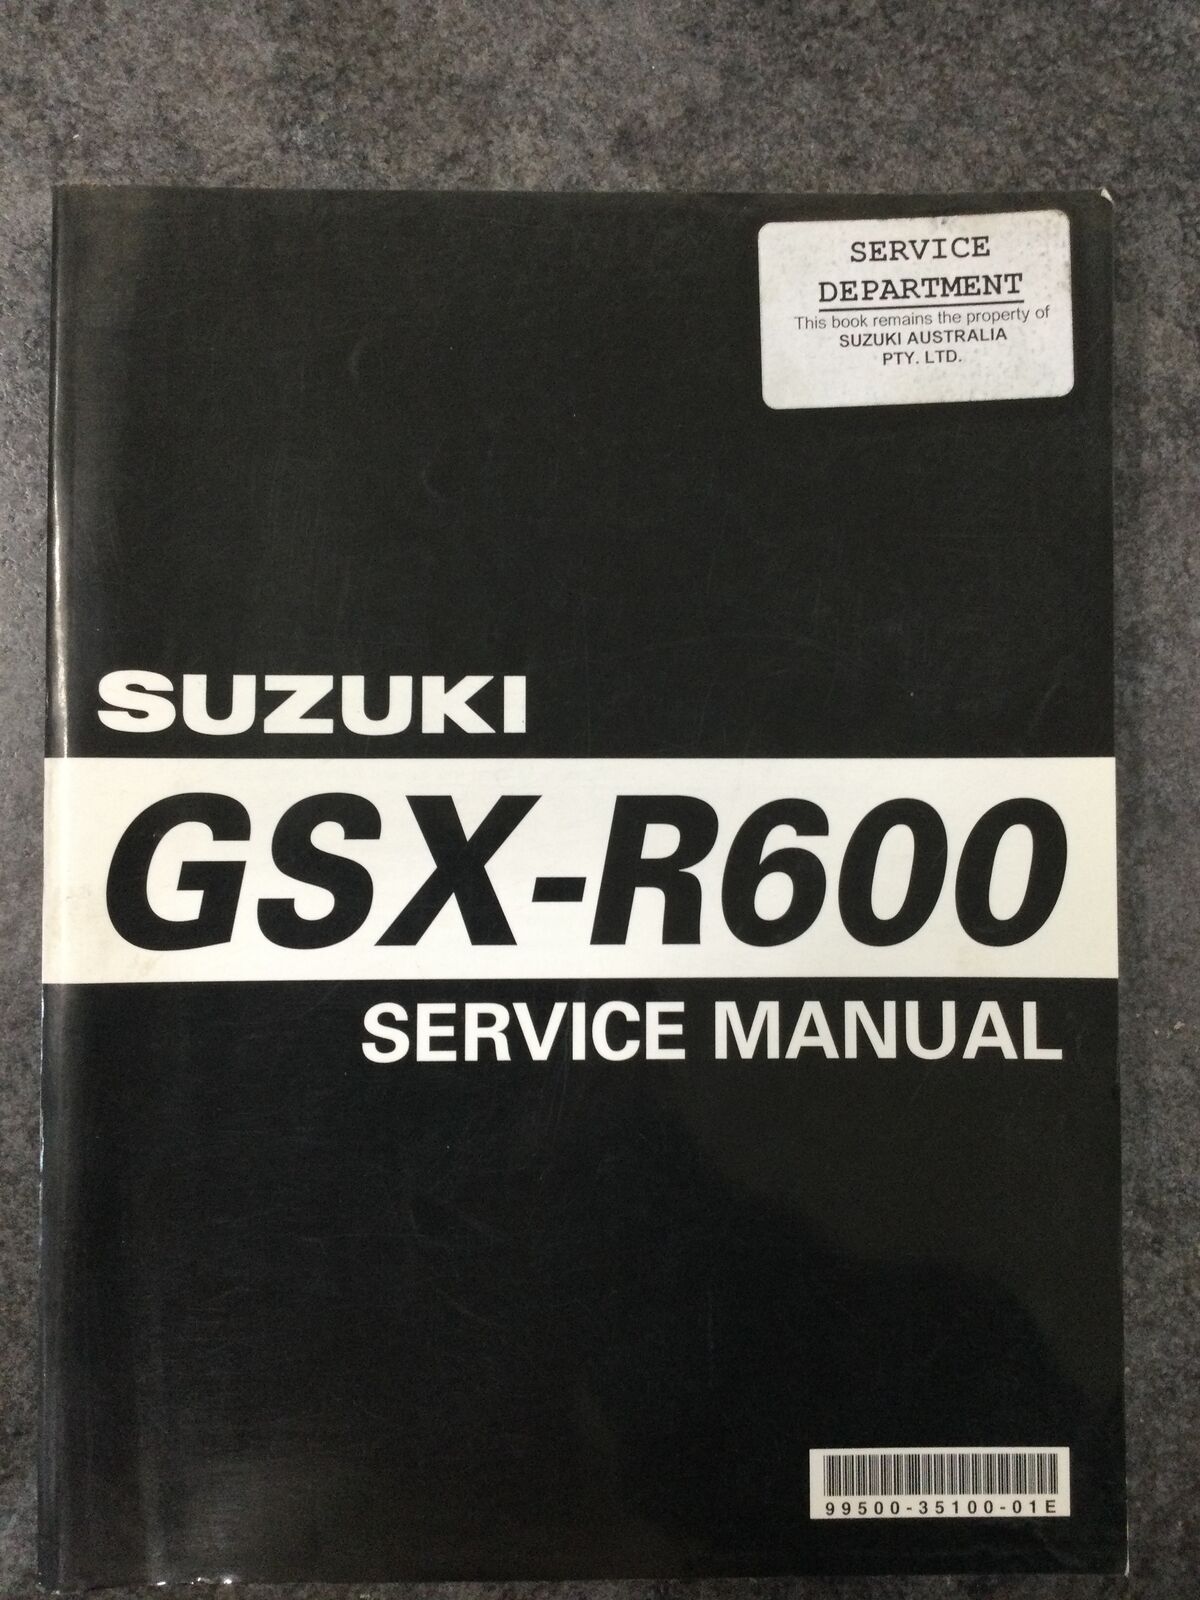 SERVICE
DEPARTMENT
This book remains the property of
SUZUKI AUSTRALIA
PTY. LTD.
SUZUKI
GSX-R600
SERVICE MANUAL
99500-35100-01E